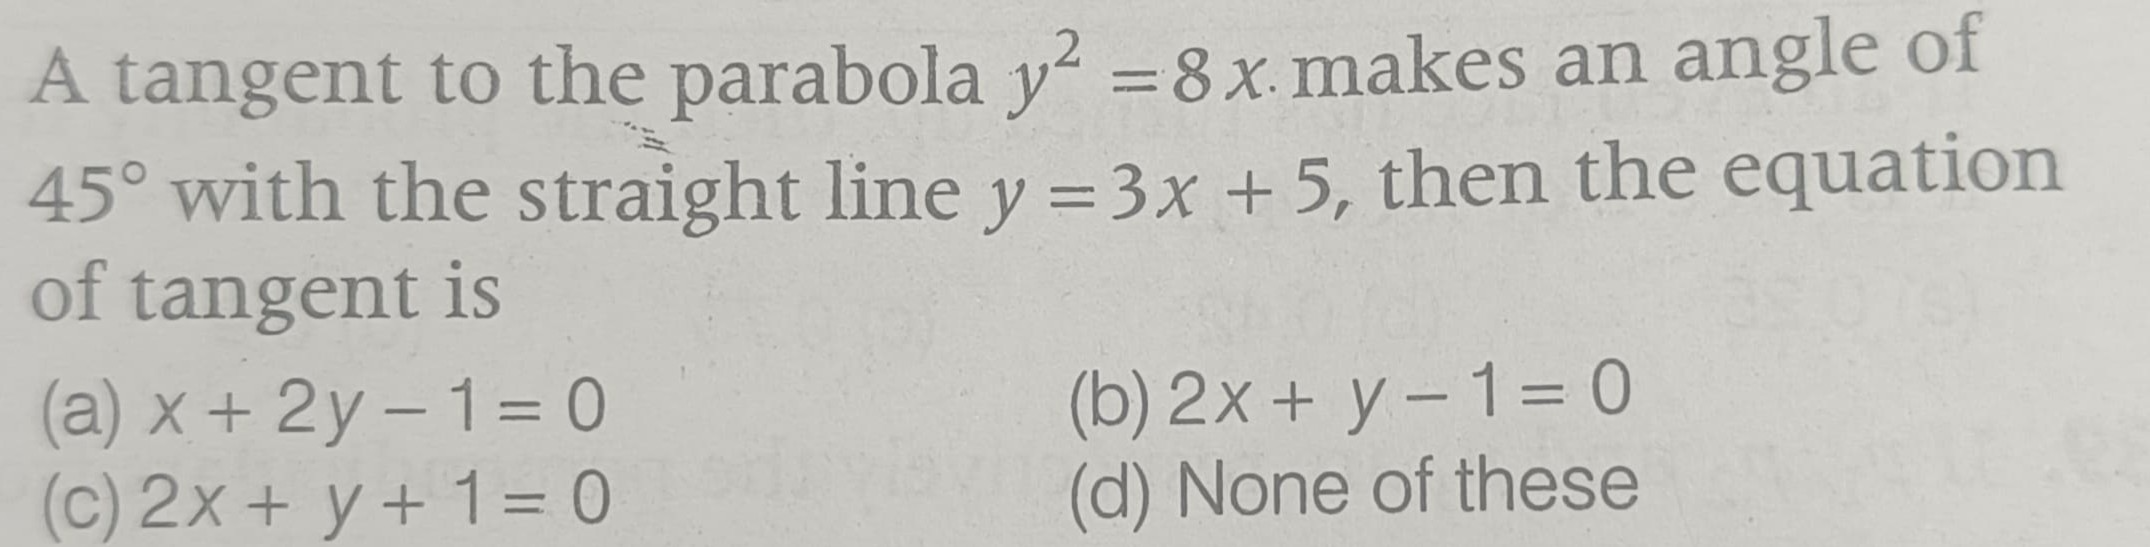 A tangent to the parabola y² = 8x makes an angle of
45° with the straight line y = 3x + 5, then the equation
of tangent is
(a) x + 2y – 1 = 0 (b) 2x + y – 1 = 0
(c) 2x + y + 1 = 0 (d) None of these